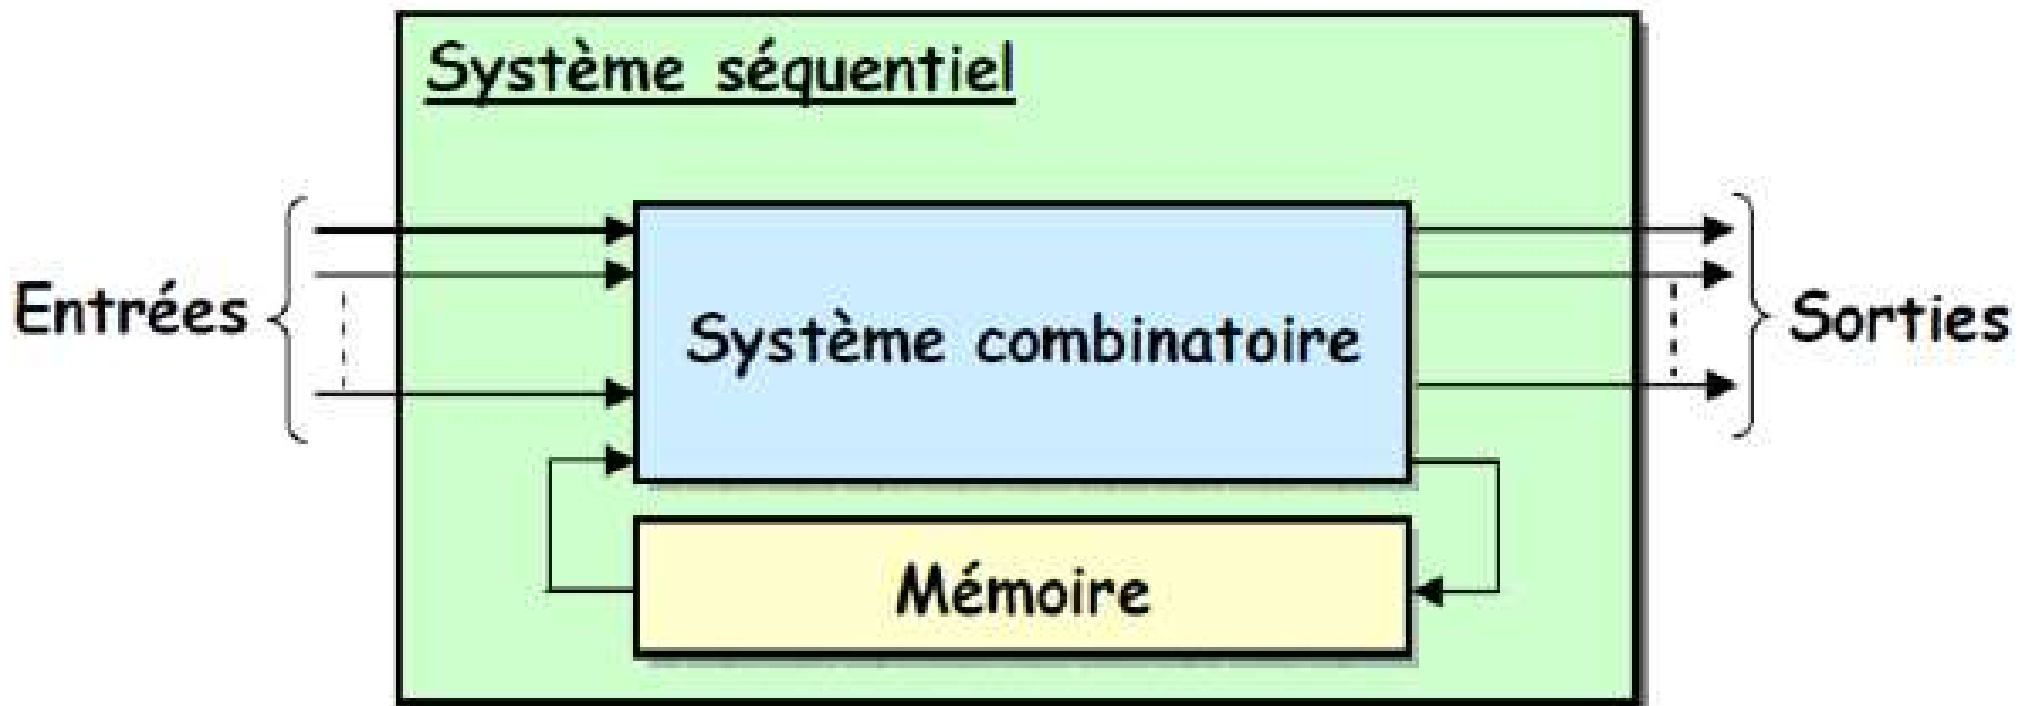 Système séquentiel
Entrées
Système combinatoire
Sorties
Mémoire